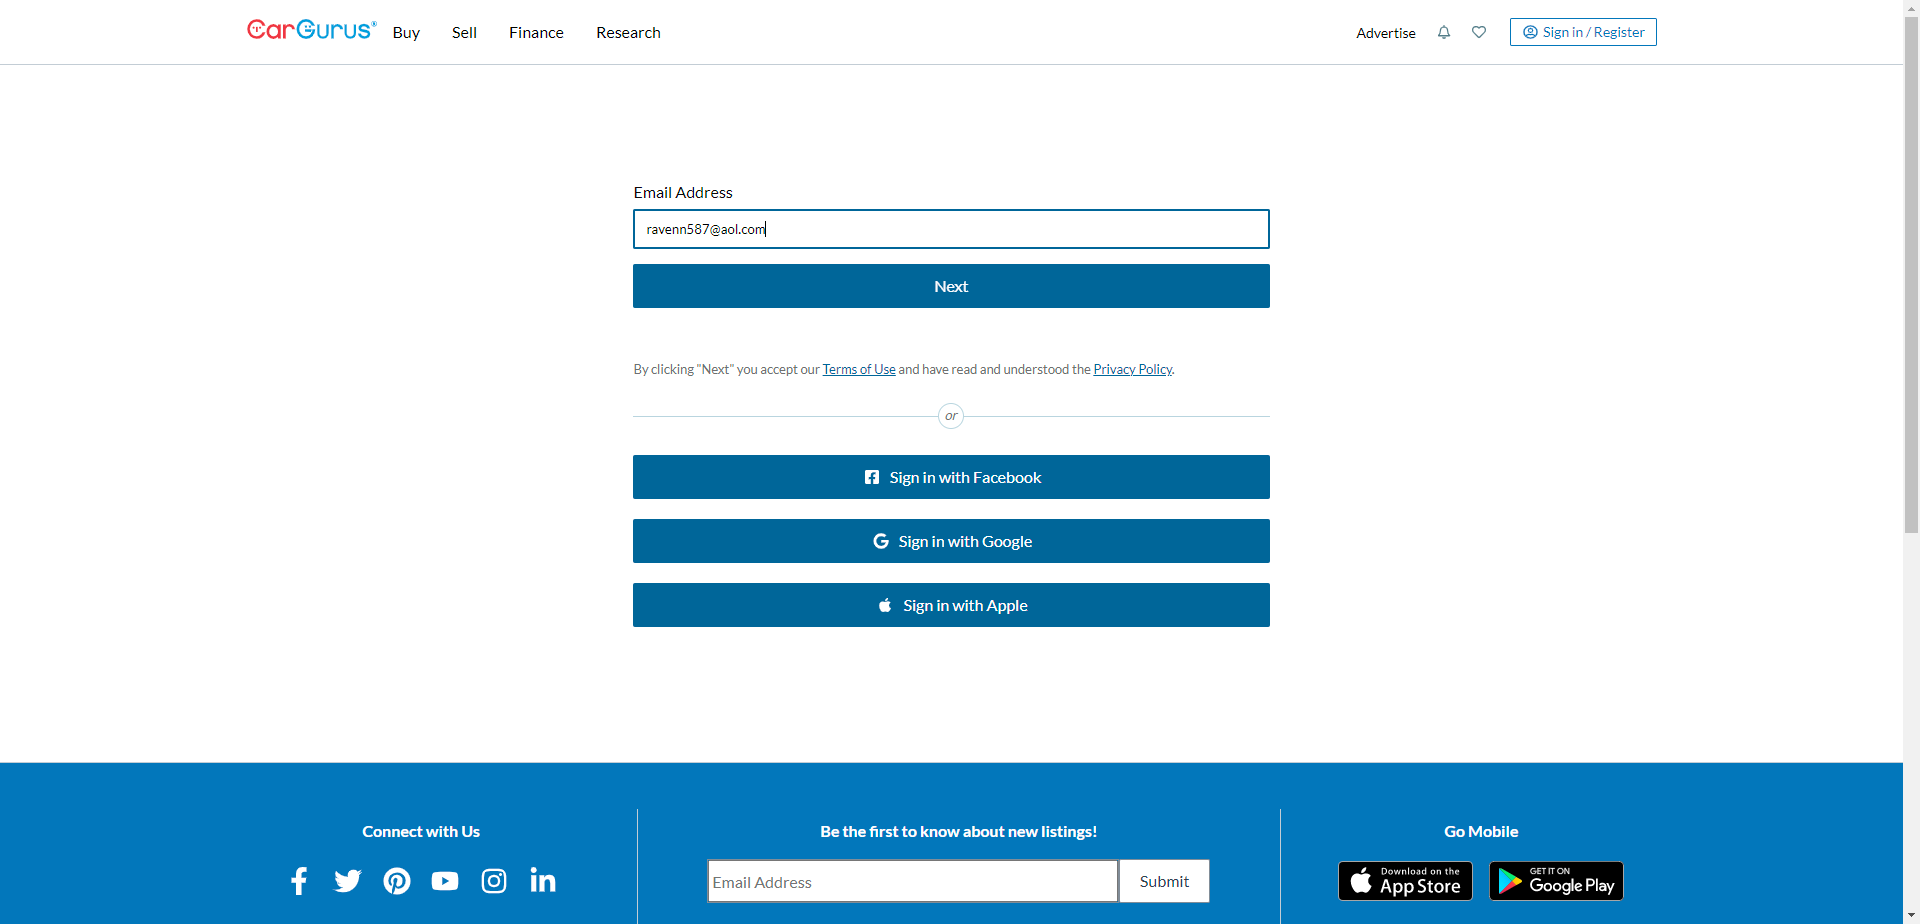 CarGurus®
Buy Sell Finance Research
Advertise
Sign in / Register
Email Address
ravenn587@aol.com
Next
By clicking "Next" you accept our Terms of Use and have read and understood the Privacy Policy.
or
Sign in with Facebook
Sign in with Google
Sign in with Apple
Connect with Us
Be the first to know about new listings!
Email Address
Submit
Go Mobile
Download on the
App Store
GET IT ON
Google Play